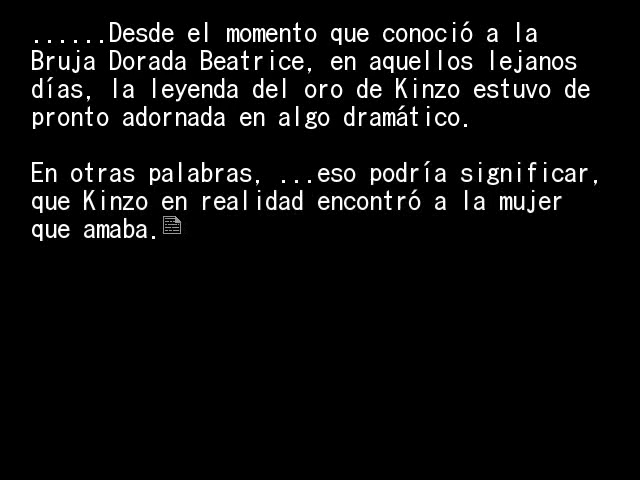 ......Desde el momento que conoció a la
Bruja Dorada Beatrice, en aquellos lejanos
días, la leyenda del oro de Kinzo estuvo de
pronto adornada en algo dramático.
En otras palabras, ...eso podría significar,
que Kinzo en realidad encontró a la mujer
que amaba.